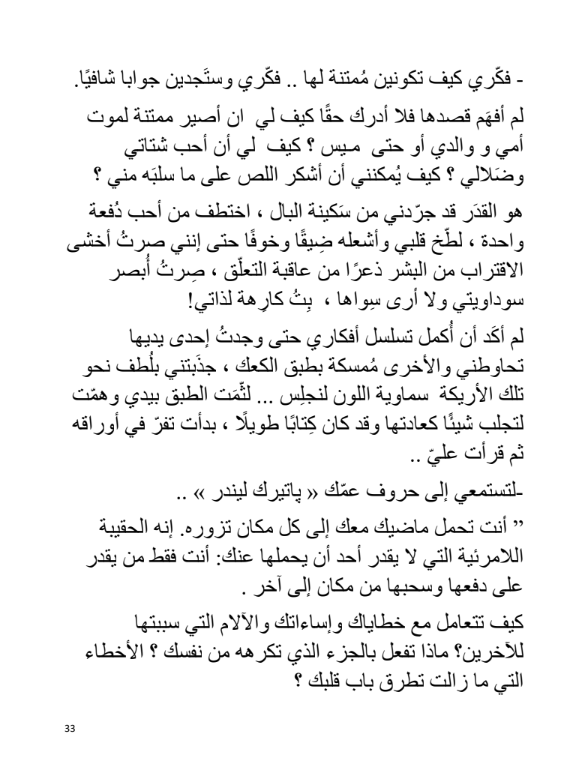 - فكّري كيف تكونين مُمتنة لها .. فكّري وستَجدين جوابا شافيًا.
لم أفهَم قصدها فلا أدرك حقًا كيف لي ان أصير ممتنة لموت
أمي و والدي أو حتى ميس ؟ كيف لي أن أحب شتاتي
وضَلالي ؟ كيف يُمكنني أن أشكر اللص على ما سلبَه مني ؟
هو القدَر قد جرّدني من سَكينة البال ، اختطف من أحب دُفعة
واحدة ، لطّخ قلبي وأشعله ضِيقًا وخوفًا حتى إنني صرتُ أخشى
الاقتراب من البشر ذعرًا من عاقبة التعلّق ، صِرتُ أُبصر
سوداويتي ولا أرى سِواها ، بِتُ كارِهة لذاتي!
لم أكَد أن أُكمل تسلسل أفكاري حتى وجدتُ إحدى يديها
تحاوطني والأخرى مُمسكة بطبق الكعك ، جذَبتني بلُطف نحو
تلك الأريكة سماوية اللون لنجلِس ... لثَّمَت الطبق بيدي وهمّت
لتجلب شيئًا كعادتها وقد كان كِتابًا طويلًا ، بدأت تفرّ في أوراقه
ثم قرأت عليّ ..
-لتستمعي إلى حروف عمّك « پاتيرك ليندر » ..
” أنت تحمل ماضيك معك إلى كل مكان تزوره. إنه الحقيبة
اللامرئية التي لا يقدر أحد أن يحملها عنك: أنت فقط من يقدر
على دفعها وسحبها من مكان إلى آخر .
كيف تتعامل مع خطاياك وإساءاتك والآلام التي سببتها
للآخرين؟ ماذا تفعل بالجزء الذي تكرهه من نفسك ؟ الأخطاء
التي ما زالت تطرق باب قلبك ؟
33